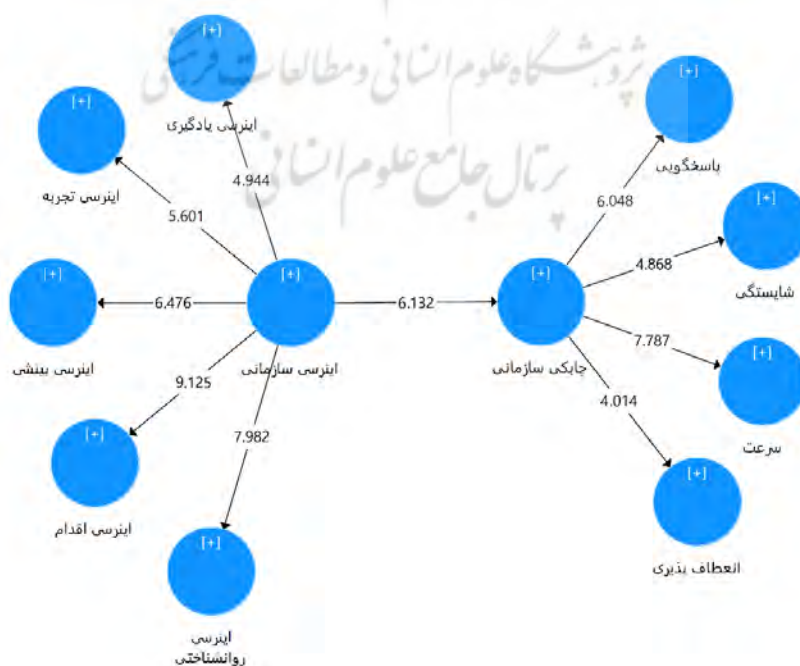 پژوهشگاه علوم انسانی و مطالعات فرهنگی
پرتال جامع علوم انسانی
[+]
اینرسی یادگیری
[+]
پاسخگویی
[+]
اینرسی تجربه
4.944
6.048
[+]
شایستگی
5.601
4.868
[+]
اینرسی بینشی
6.476
[+]
اینرسی سازمانی
6.132
[+]
چابکی سازمانی
7.787
[+]
سرعت
9.125
4.014
[+]
اینرسی اقدام
7.982
[+]
انعطاف پذیری
[+]
اینرسی
روانشناختی